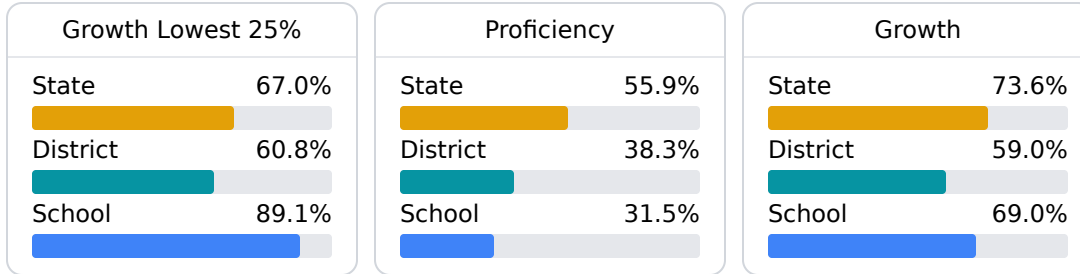 Growth Lowest 25%
State 67.0%
District 60.8%
School 89.1%
Proficiency
State 55.9%
District 38.3%
School 31.5%
Growth
State 73.6%
District 59.0%
School 69.0%